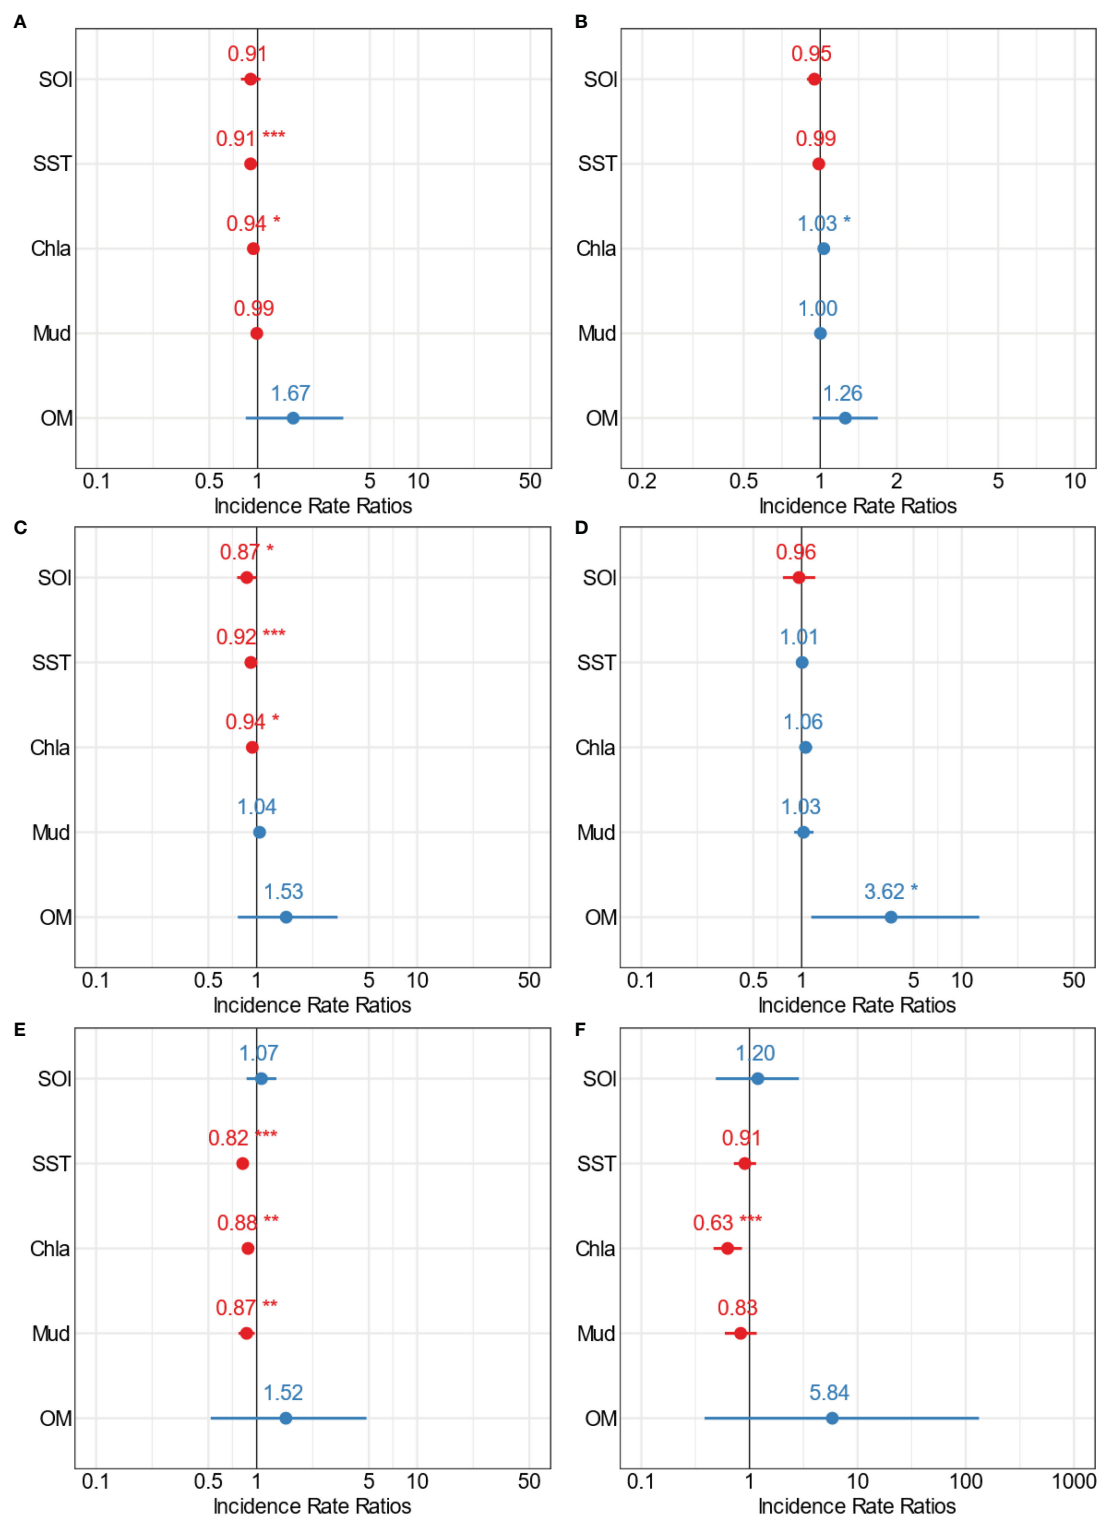 A
0.91
SOI
0.91 ***
SST
0.94 *
Chla
0.99
Mud
1.67
OM
0.1 0.5 1 5 10 50
Incidence Rate Ratios
B
0.95
SOI
0.99
SST
1.03 *
Chla
1.00
Mud
1.26
OM
0.2 0.5 1 2 5 10
Incidence Rate Ratios
C
0.87 *
SOI
0.92 ***
SST
0.94 *
Chla
1.04
Mud
1.53
OM
0.1 0.5 1 5 10 50
Incidence Rate Ratios
D
0.96
SOI
1.01
SST
1.06
Chla
1.03
Mud
3.62 *
OM
0.1 0.5 1 5 10 50
Incidence Rate Ratios
E
1.07
SOI
0.82 ***
SST
0.88 **
Chla
0.87 **
Mud
1.52
OM
0.1 0.5 1 5 10 50
Incidence Rate Ratios
F
1.20
SOI
0.91
SST
0.63 ***
Chla
0.83
Mud
5.84
OM
0.1 1 10 100 1000
Incidence Rate Ratios